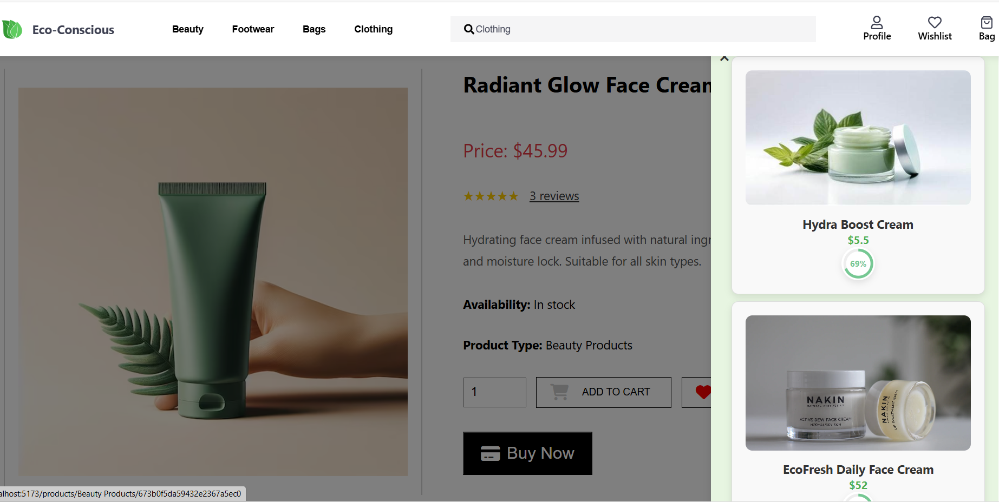 Eco-Conscious
Beauty
Footwear
Bags
Clothing
Clothing
Profile
Wishlist
Bag
Radiant Glow Face Cream
Price: $45.99
★★★★★ 3 reviews
Hydrating face cream infused with natural ingr
and moisture lock. Suitable for all skin types.
Availability: In stock
Product Type: Beauty Products
1
ADD TO CART
Buy Now
alhost:5173/products/Beauty Products/673b0f5da59432e2367a5ec0
Hydra Boost Cream
$5.5
69%
NAKIN
NATURAL ANTI-AGEING
ACTIVE DEW FACE CREAM
NORMAL/DRY SKIN
NAKIN
LIP TREATMENT BALM
EcoFresh Daily Face Cream
$52